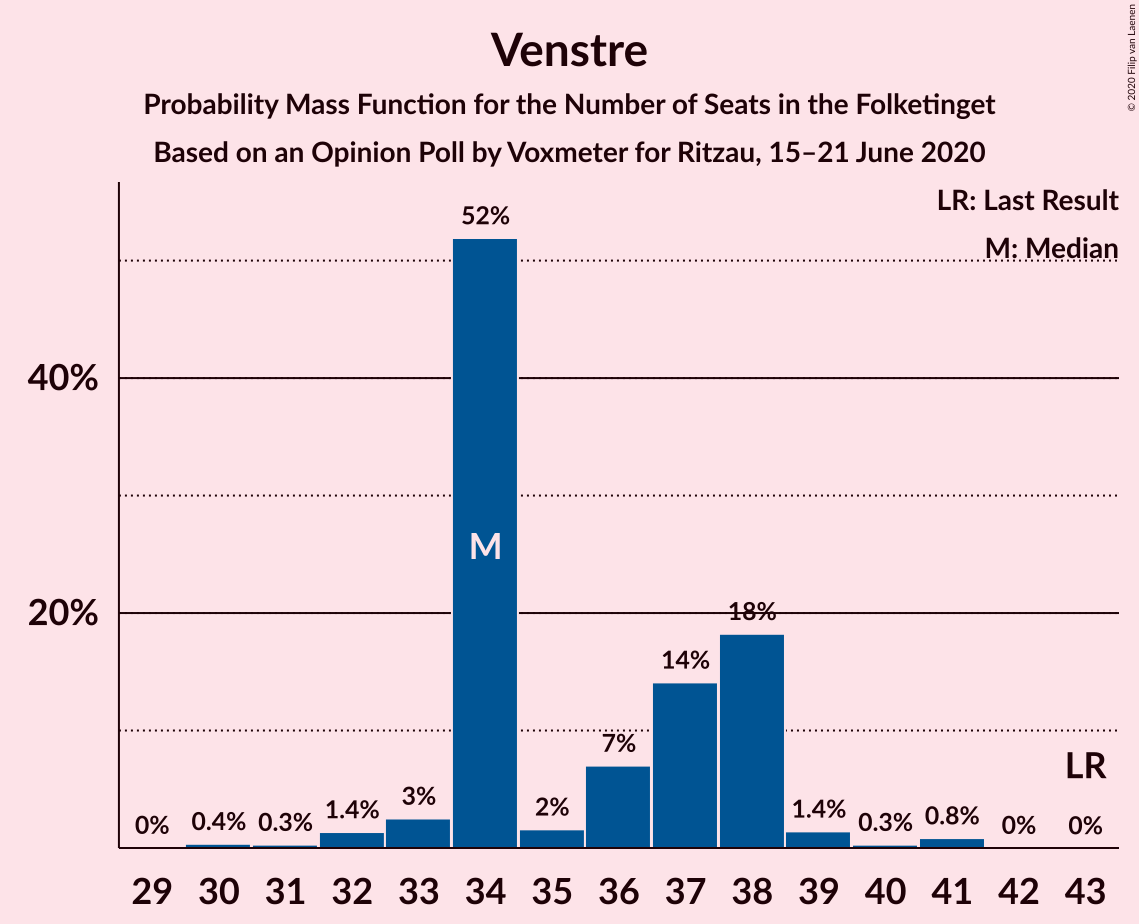 Venstre
Probability Mass Function for the Number of Seats in the Folketinget
Based on an Opinion Poll by Voxmeter for Ritzau, 15–21 June 2020
© 2020 Filip van Laenen
LR: Last Result
M: Median
52%
40%
M
20%
18%
14%
7%
LR
0%
0.4%
0.3%
1.4%
3%
2%
1.4%
0.3%
0.8%
0%
0%
29 30 31 32 33 34 35 36 37 38 39 40 41 42 43